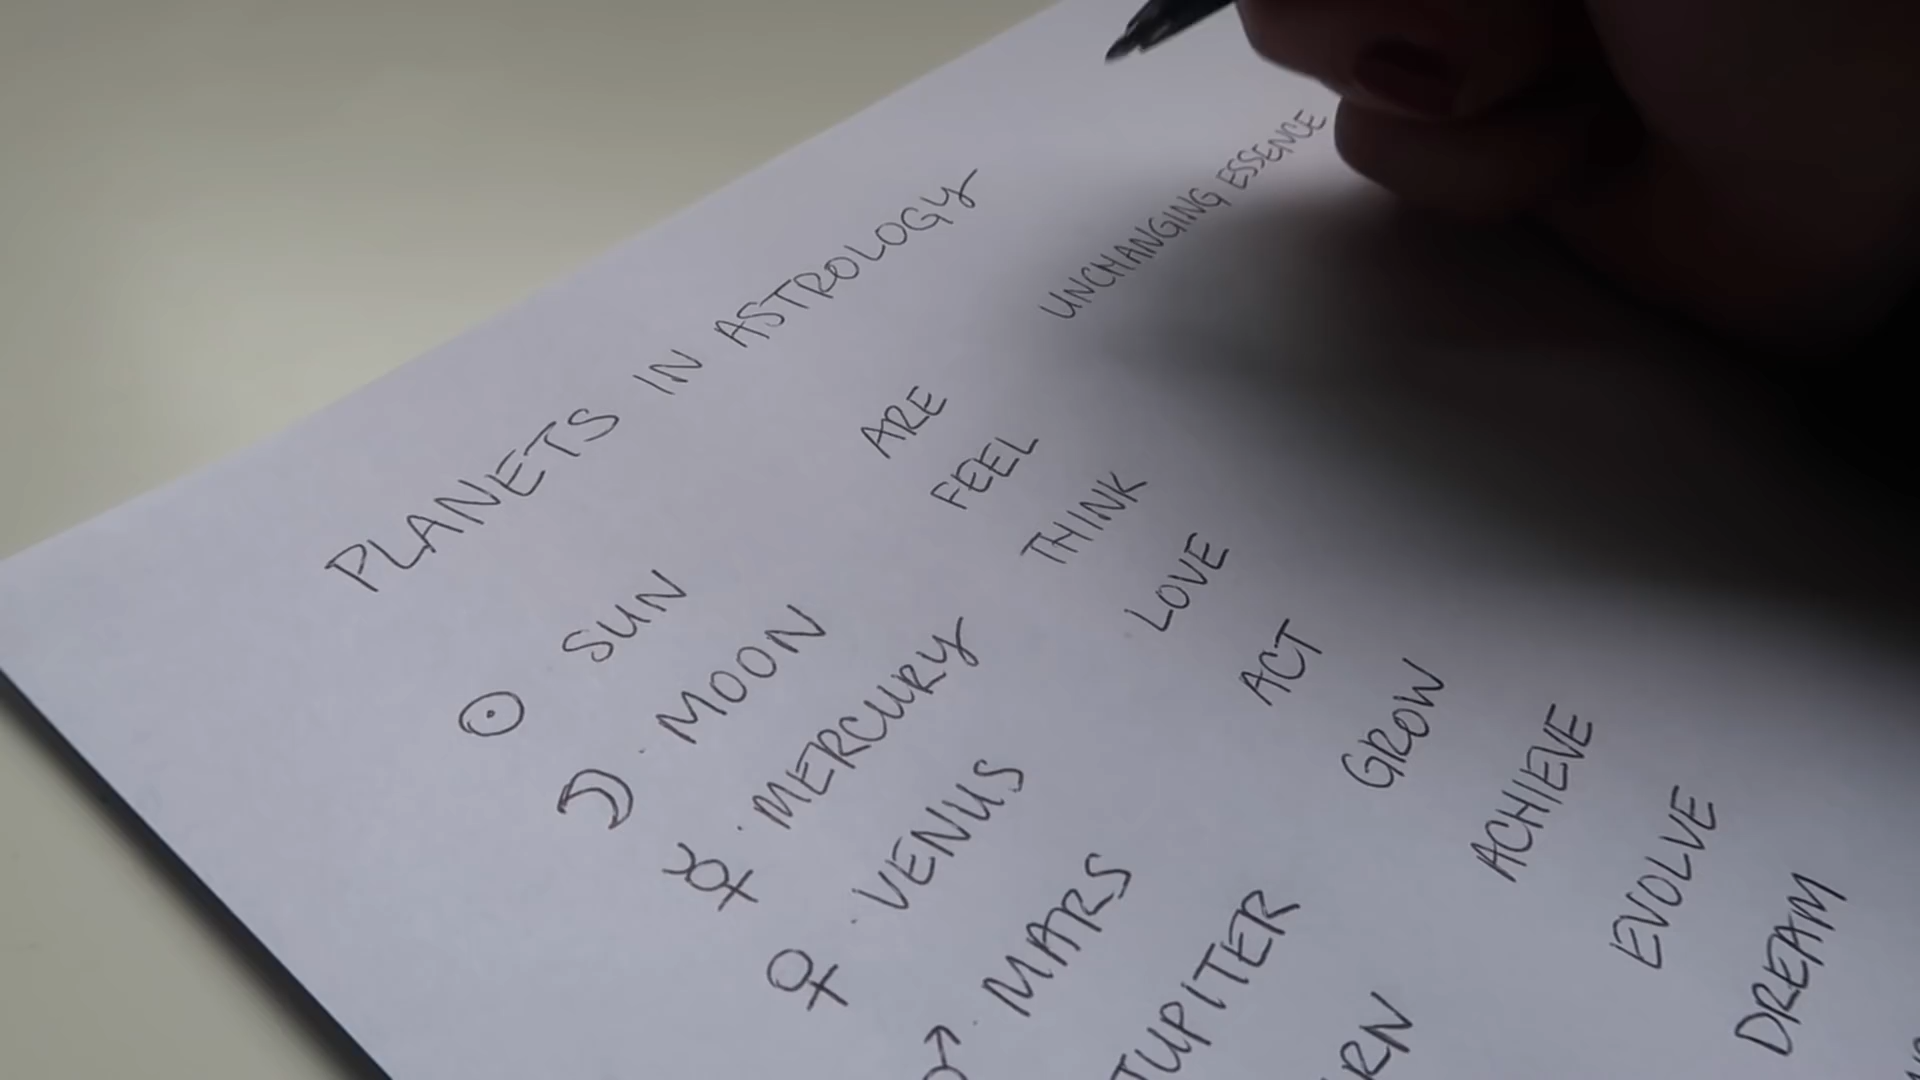 PLANETS IN ASTROLOGY
SUN ARE UNCHANGING ESSENCE
MOON FEEL
MERCURY THINK
VENUS LOVE
MARS ACT
JUPITER GROW
ACHIEVE
EVOLVE
DREAM